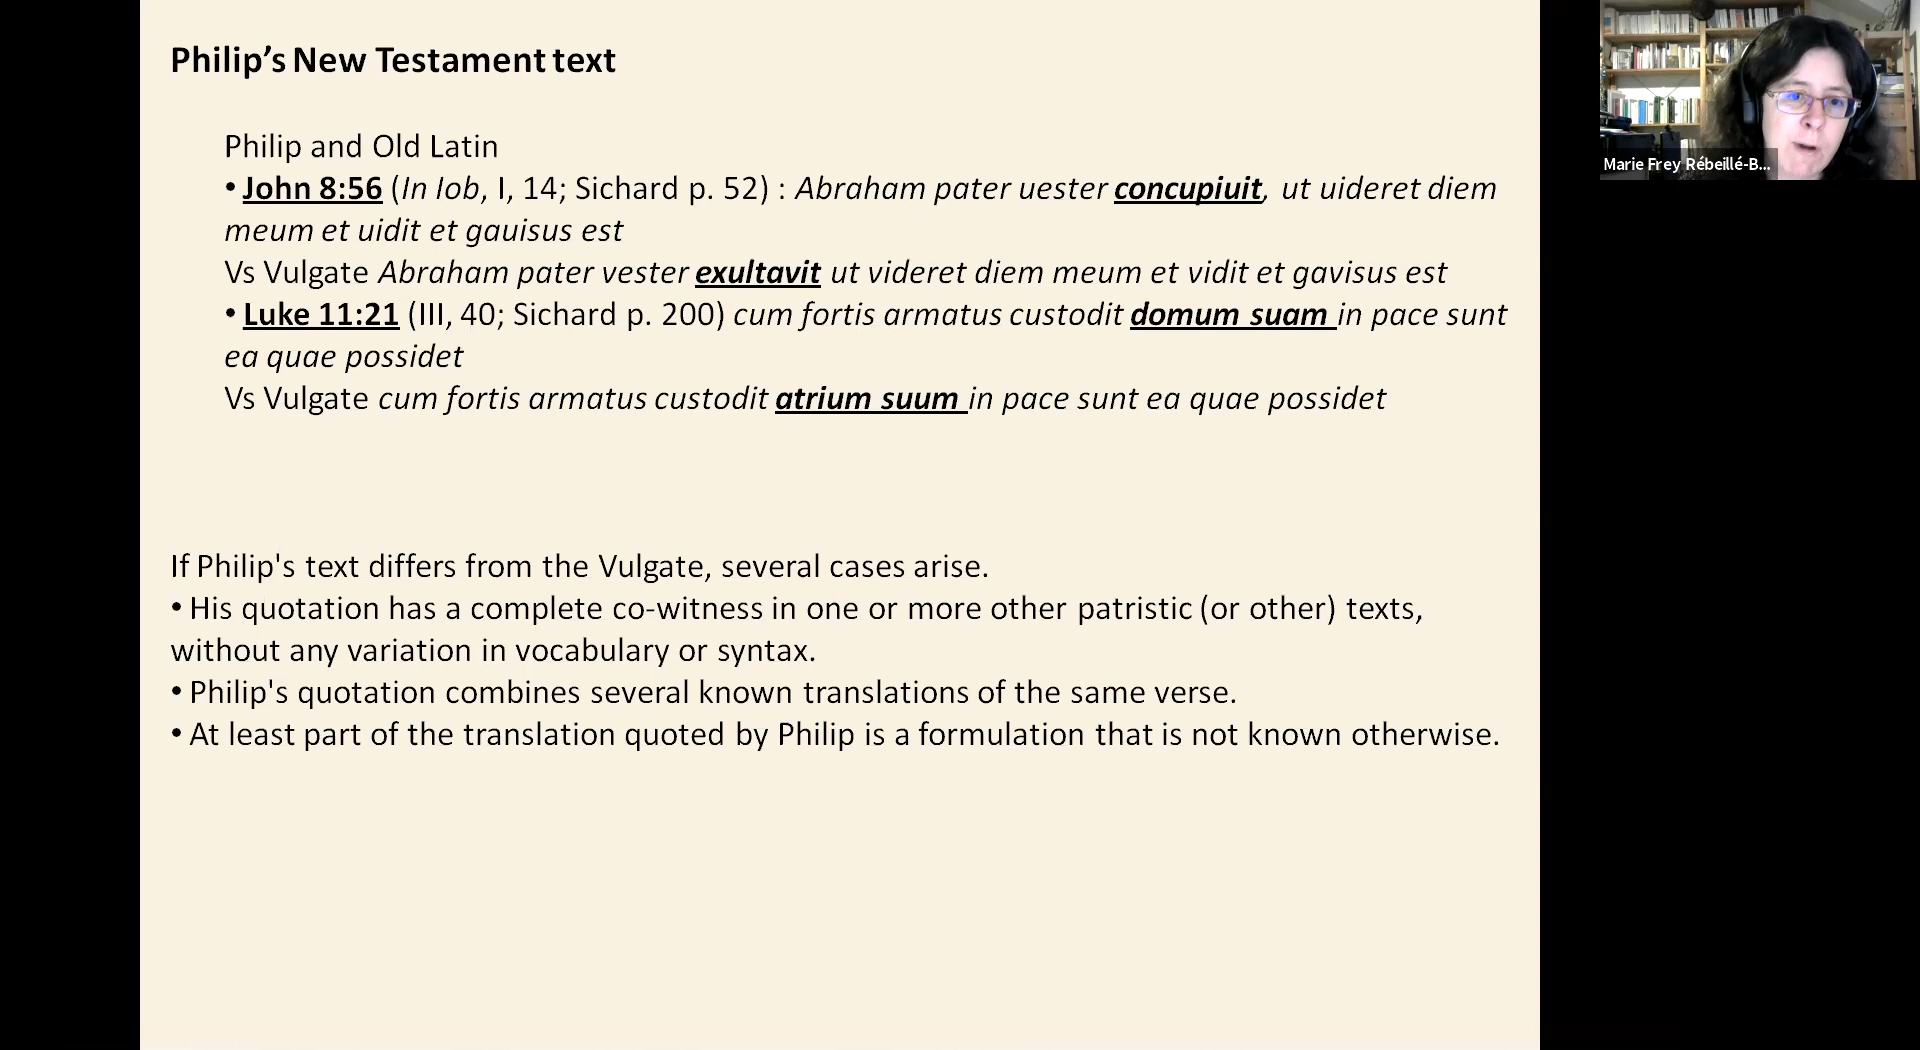 Philip’s New Testament text
Philip and Old Latin
• John 8:56 (In Iob, I, 14; Sichard p. 52) : Abraham pater uester concupiuit, ut uideret diem
meum et uidit et gauisus est
Vs Vulgate Abraham pater vester exultavit ut videret diem meum et vidit et gavisus est
• Luke 11:21 (III, 40; Sichard p. 200) cum fortis armatus custodit domum suam in pace sunt
ea quae possidet
Vs Vulgate cum fortis armatus custodit atrium suum in pace sunt ea quae possidet
If Philip's text differs from the Vulgate, several cases arise.
• His quotation has a complete co-witness in one or more other patristic (or other) texts,
without any variation in vocabulary or syntax.
• Philip's quotation combines several known translations of the same verse.
• At least part of the translation quoted by Philip is a formulation that is not known otherwise.
Marie Frey Rébeillé-B...